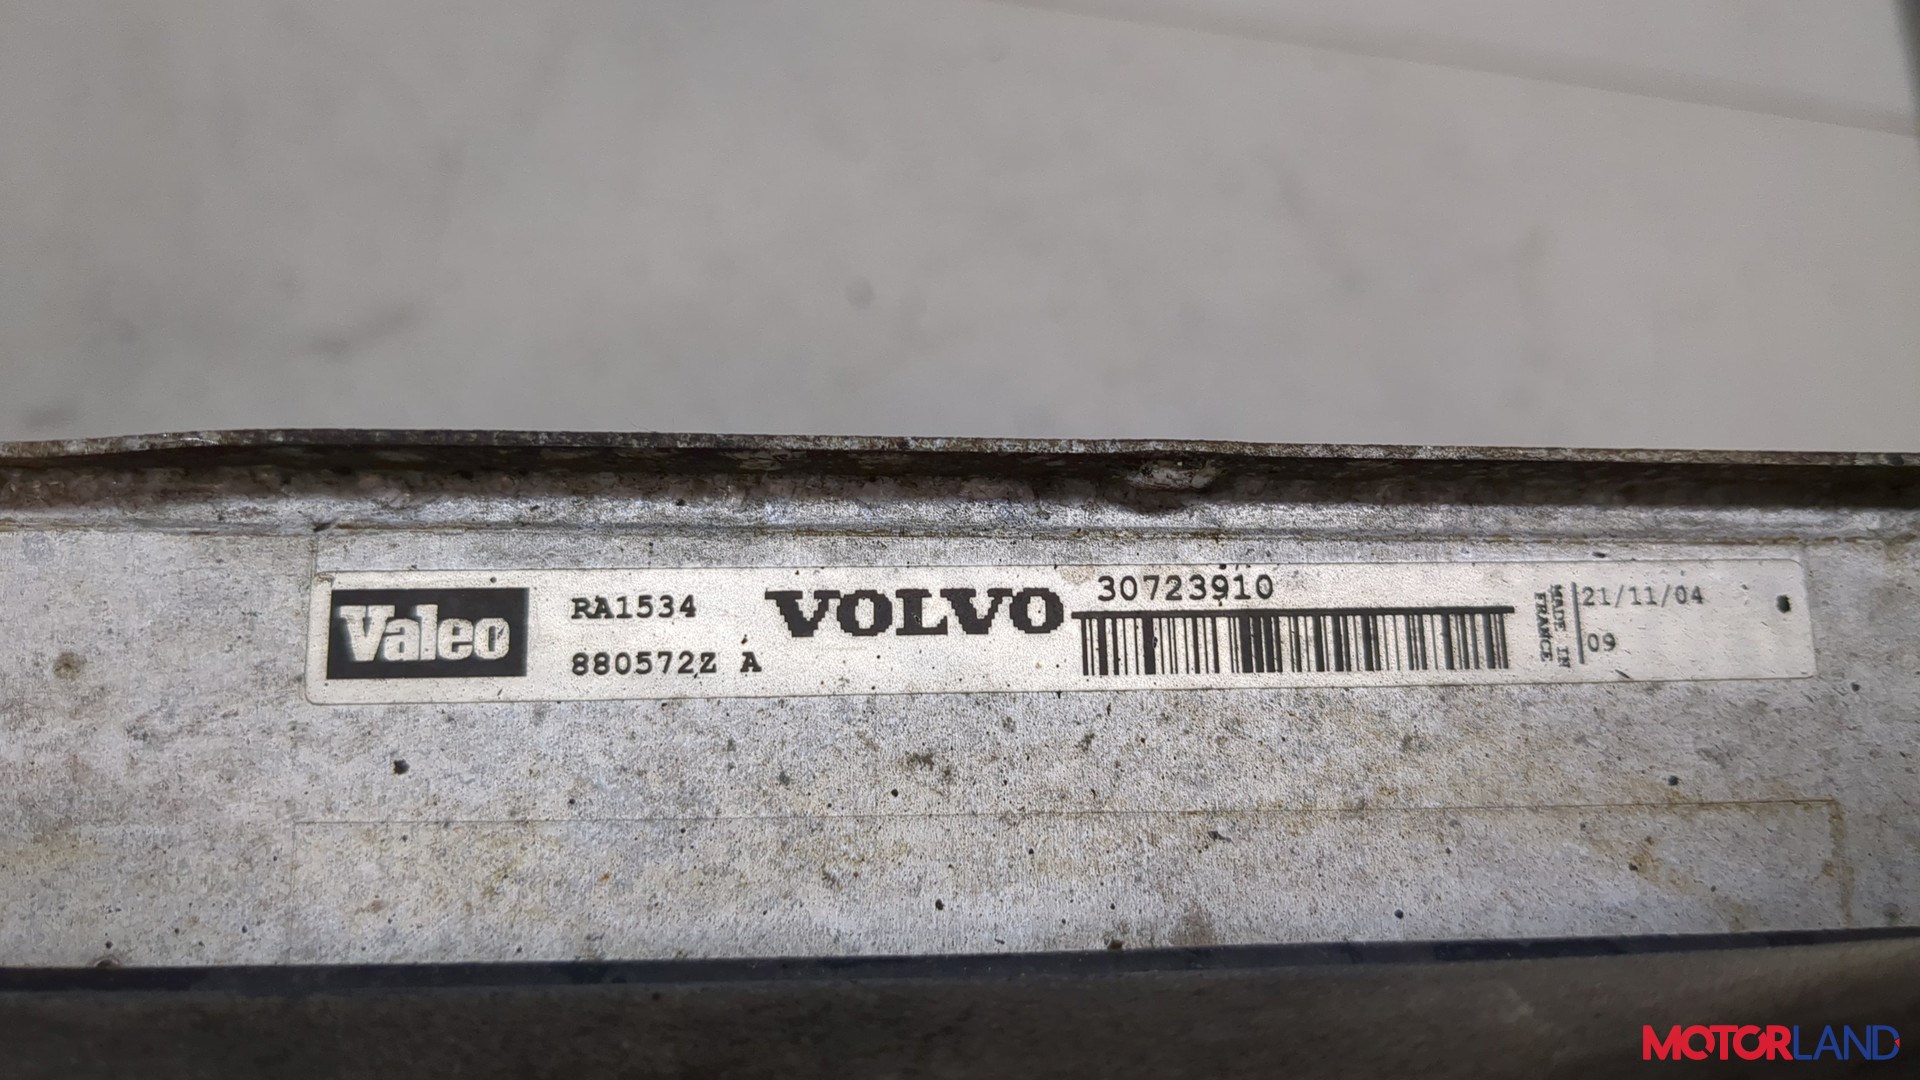 Valeo
RA1534
880572Z A
VOLVO
30723910
MADE IN
FRANCE
21/11/04
09
MOTORLAND